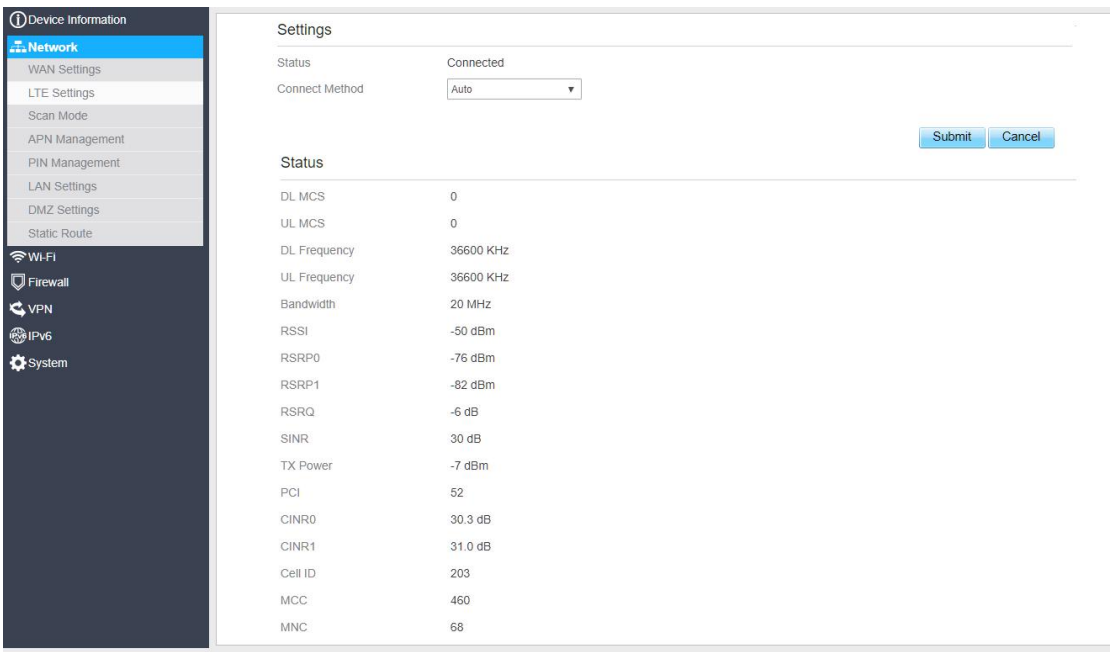 Device Information
Network
WAN Settings
LTE Settings
Scan Mode
APN Management
PIN Management
LAN Settings
DMZ Settings
Static Route
Wi-Fi
Firewall
VPN
IPv6
IPv6
System
Settings
Status Connected
Connect Method Auto
Submit Cancel
Status
DL MCS 0
UL MCS 0
DL Frequency 36600 KHz
UL Frequency 36600 KHz
Bandwidth 20 MHz
RSSI -50 dBm
RSRP0 -76 dBm
RSRP1 -82 dBm
RSRQ -6 dB
SINR 30 dB
TX Power -7 dBm
PCI 52
CINR0 30.3 dB
CINR1 31.0 dB
Cell ID 203
MCC 460
MNC 68